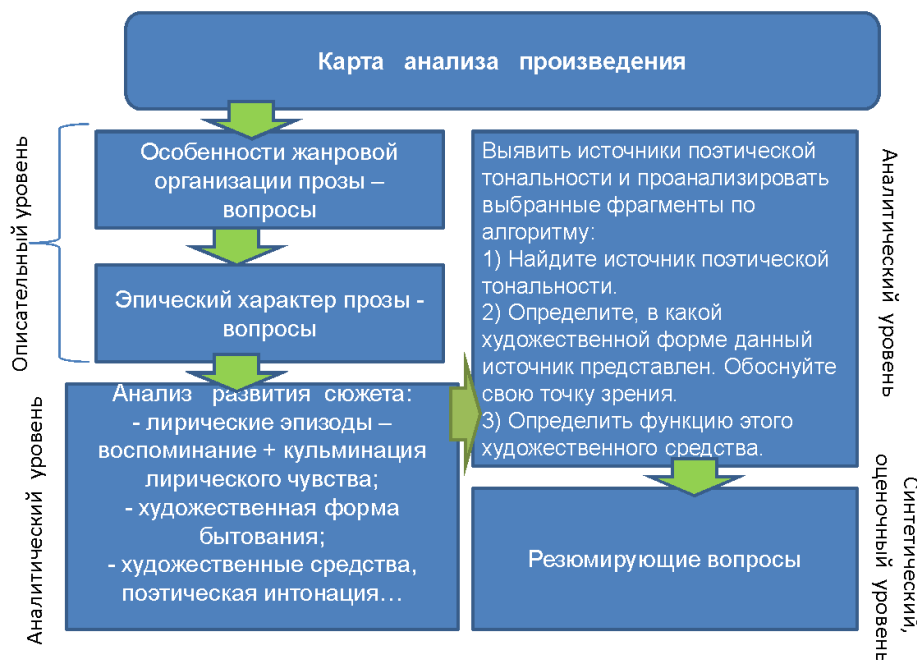 Карта анализа произведения
Описательный уровень
Особенности жанровой
организации прозы –
вопросы
Эпический характер прозы -
вопросы
Аналитический уровень
Анализ развития сюжета:
- лирические эпизоды –
воспоминание + кульминация
лирического чувства;
- художественная форма
бытования;
- художественные средства,
поэтическая интонация…
Выявить источники поэтической
тональности и проанализировать
выбранные фрагменты по
алгоритму:
1) Найдите источник поэтической
тональности.
2) Определите, в какой
художественной форме данный
источник представлен. Обоснуйте
свою точку зрения.
3) Определить функцию этого
художественного средства.
Аналитический уровень
Резюмирующие вопросы
Синтетический,
оценочный уровень